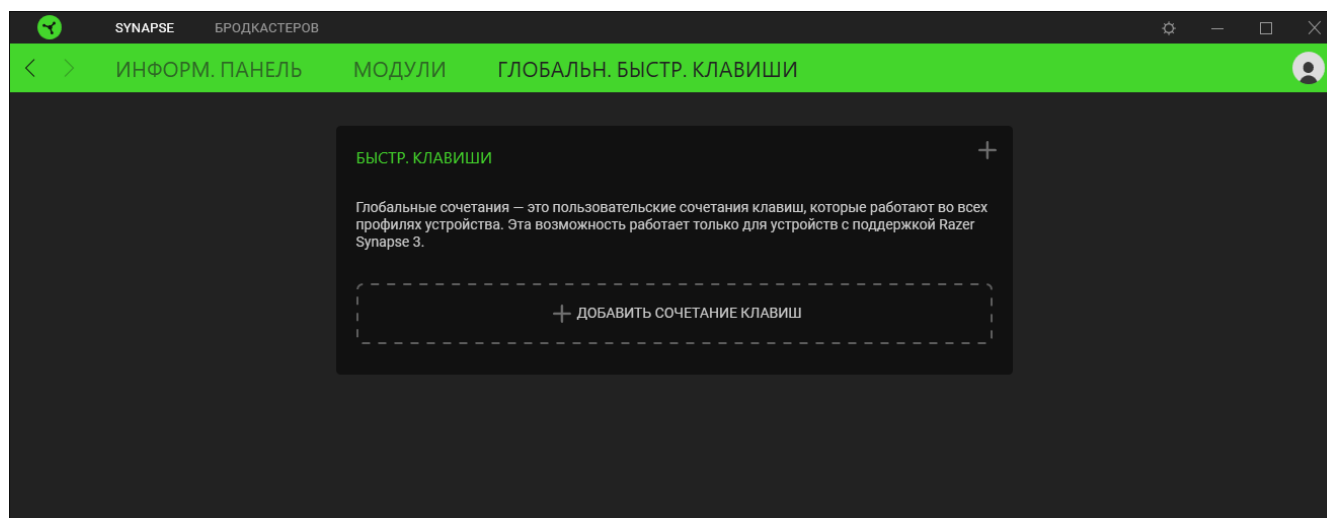 SYNAPSE БРОДКАСТЕРОВ
ИНФОРМ. ПАНЕЛЬ МОДУЛИ ГЛОБАЛЬН. БЫСТР. КЛАВИШИ
БЫСТР. КЛАВИШИ
Глобальные сочетания — это пользовательские сочетания клавиш, которые работают во всех
профилях устройства. Эта возможность работает только для устройств с поддержкой Razer
Synapse 3.
ДОБАВИТЬ СОЧЕТАНИЕ КЛАВИШ